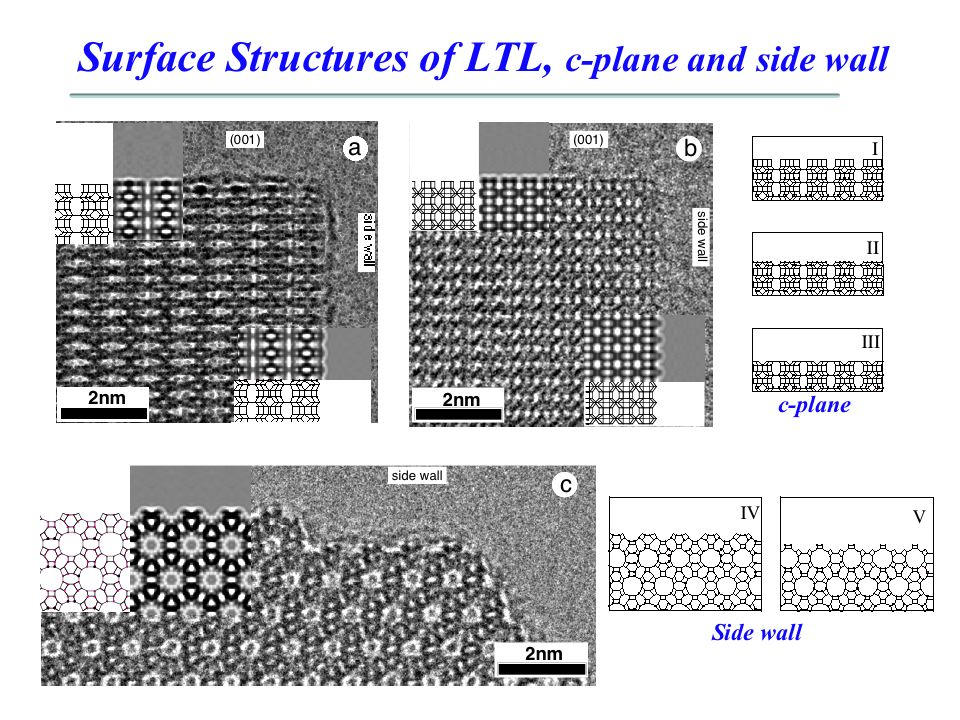 Surface Structures of LTL, c-plane and side wall
(001)
a
side wall
2nm
(001)
b
side wall
2nm
I
II
III
c-plane
side wall
c
2nm
IV
V
Side wall